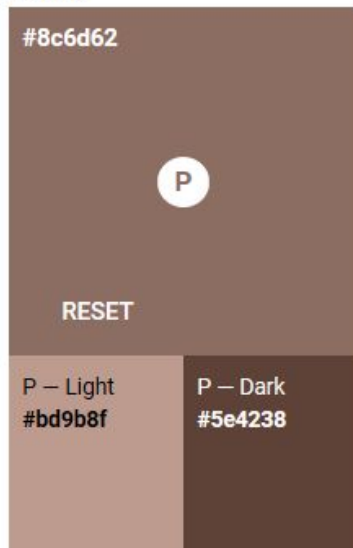 #8c6d62
P
RESET
P — Light
#bd9b8f
P — Dark
#5e4238